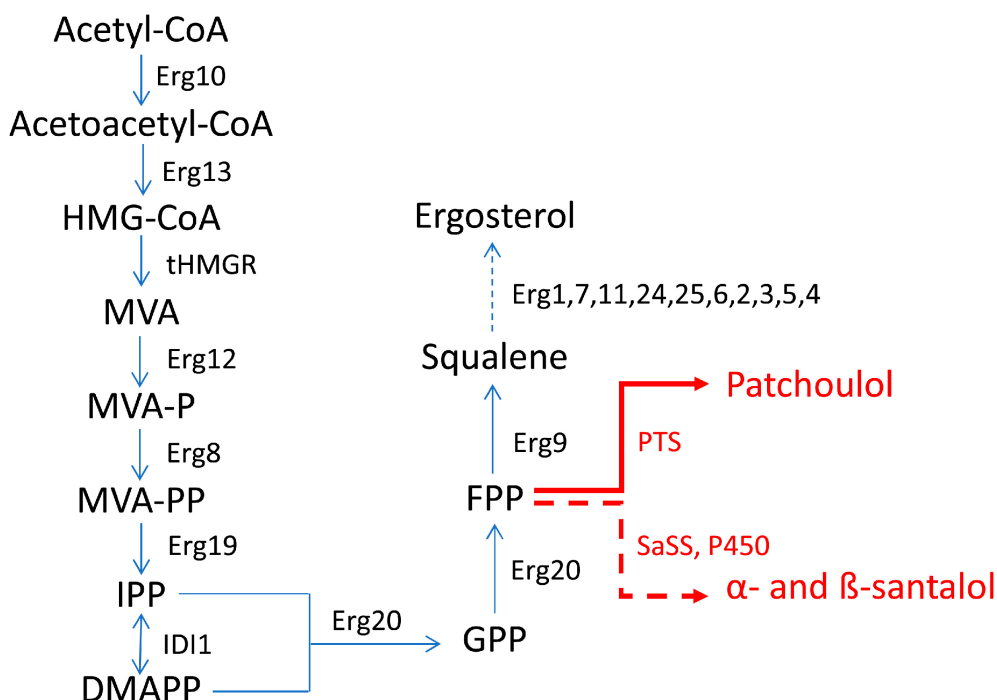 Acetyl-CoA
Erg10
Acetoacetyl-CoA
Erg13
HMG-CoA
tHMGR
MVA
Erg12
MVA-P
Erg8
MVA-PP
Erg19
IPP
IDI1
DMAPP
Erg20
GPP
Erg20
FPP
Erg9
Squalene
Erg1,7,11,24,25,6,2,3,5,4
Ergosterol
PTS
Patchoulol
SaSS, P450
α- and ß-santalol